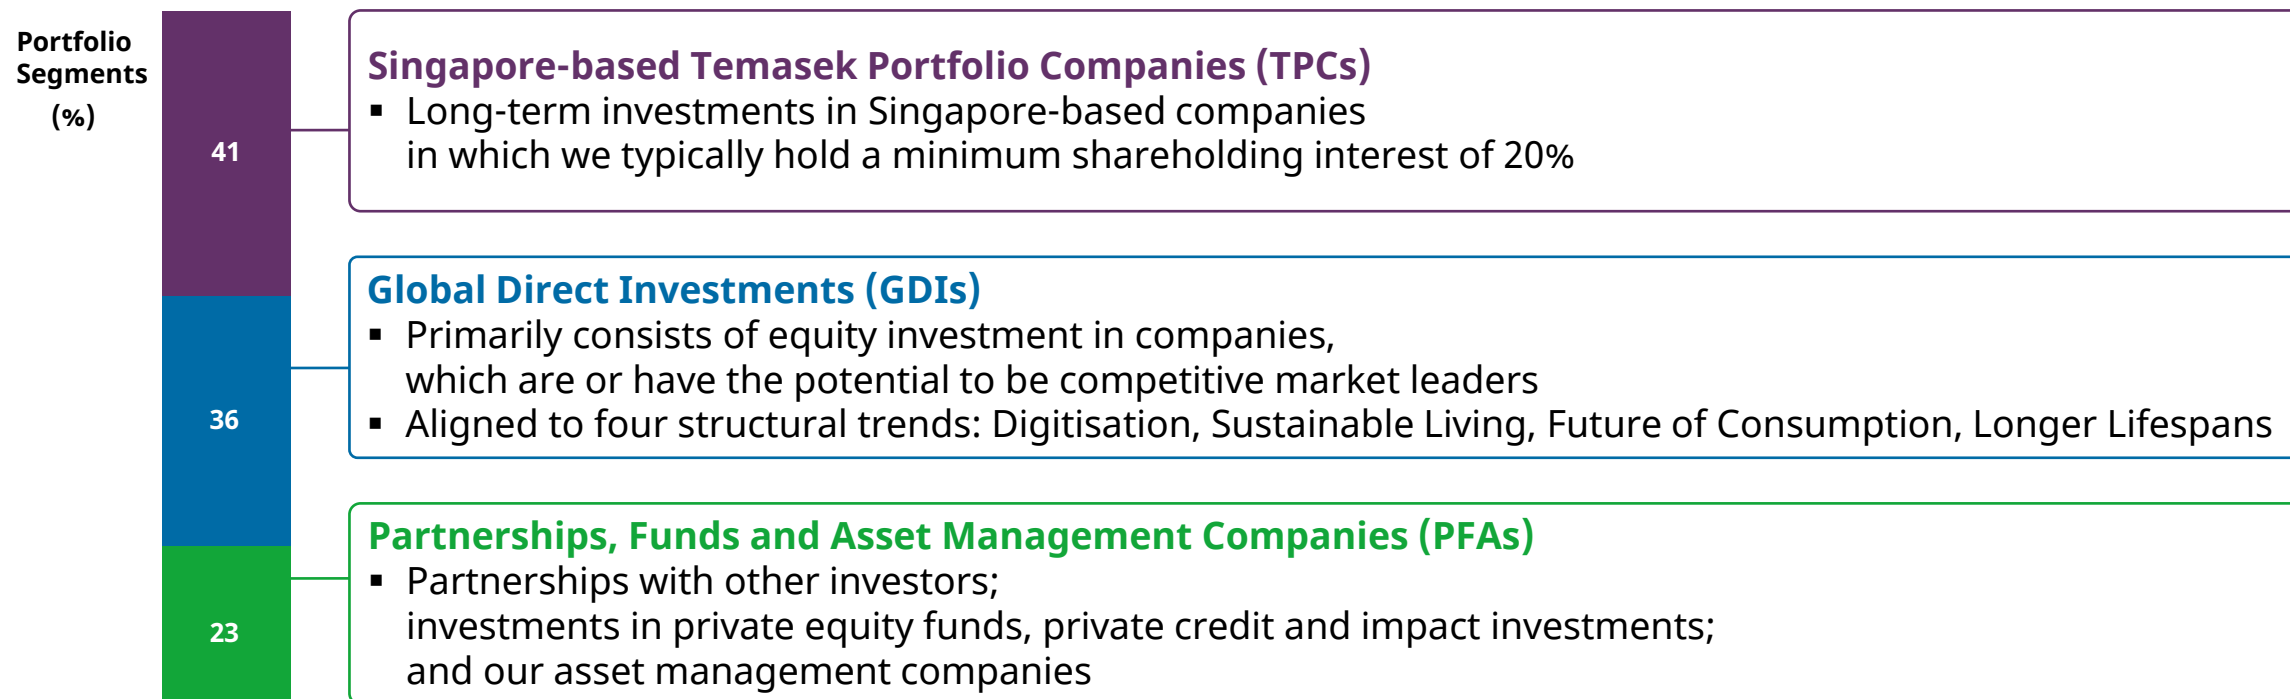 Portfolio
Segments
(%)
41
Singapore-based Temasek Portfolio Companies (TPCs)
▪ Long-term investments in Singapore-based companies
in which we typically hold a minimum shareholding interest of 20%
36
Global Direct Investments (GDIs)
▪ Primarily consists of equity investment in companies,
which are or have the potential to be competitive market leaders
▪ Aligned to four structural trends: Digitisation, Sustainable Living, Future of Consumption, Longer Lifespans
23
Partnerships, Funds and Asset Management Companies (PFAs)
▪ Partnerships with other investors;
investments in private equity funds, private credit and impact investments;
and our asset management companies